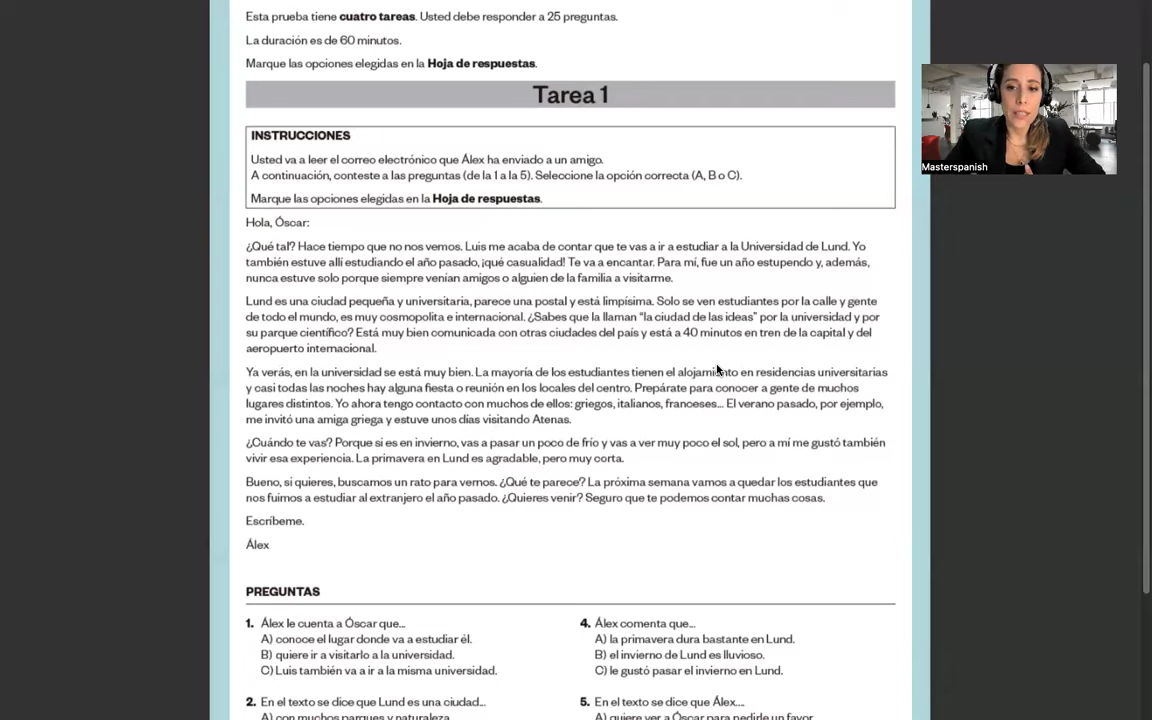 Esta prueba tiene cuatro tareas. Usted debe responder a 25 preguntas.
La duración es de 60 minutos.
Marque las opciones elegidas en la Hoja de respuestas.
Tarea 1
INSTRUCCIONES
Usted va a leer el correo electrónico que Álex ha enviado a un amigo.
A continuación, conteste a las preguntas (de la 1 a la 5). Seleccione la opción correcta (A, B o C).
Marque las opciones elegidas en la Hoja de respuestas.
Hola, Óscar:
¿Qué tal? Hace tiempo que no nos vemos. Luis me acaba de contar que te vas a ir a estudiar a la Universidad de Lund. Yo
también estuve allí estudiando el año pasado, ¡qué casualidad! Te va a encantar. Para mí, fue un año estupendo y, además,
nunca estuve solo porque siempre venían amigos o alguien de la familia a visitarme.
Lund es una ciudad pequeña y universitaria, parece una postal y está limpísima. Solo se ven estudiantes por la calle y gente
de todo el mundo, es muy cosmopolita e internacional. ¿Sabes que la llaman “la ciudad de las ideas” por la universidad y por
su parque científico? Está muy bien comunicada con otras ciudades del país y está a 40 minutos en tren de la capital y del
aeropuerto internacional.
Ya verás, en la universidad se está muy bien. La mayoría de los estudiantes tienen el alojamiento en residencias universitarias
y casi todas las noches hay alguna fiesta o reunión en los locales del centro. Prepárate para conocer a gente de muchos
lugares distintos. Yo ahora tengo contacto con muchos de ellos: griegos, italianos, franceses... El verano pasado, por ejemplo,
me invitó una amiga griega y estuve unos días visitando Atenas.
¿Cuándo te vas? Porque si es en invierno, vas a pasar un poco de frío y vas a ver muy poco el sol, pero a mí me gustó también
vivir esa experiencia. La primavera en Lund es agradable, pero muy corta.
Bueno, si quieres, buscamos un rato para vernos. ¿Qué te parece? La próxima semana vamos a quedar los estudiantes que
nos fuimos a estudiar al extranjero el año pasado. ¿Quieres venir? Seguro que te podemos contar muchas cosas.
Escríbeme.
Álex
PREGUNTAS
1. Álex le cuenta a Óscar que...
A) conoce el lugar donde va a estudiar él.
B) quiere ir a visitarlo a la universidad.
C) Luis también va a ir a la misma universidad.
2. En el texto se dice que Lund es una ciudad...
A) con muchos parques y naturaleza.
4. Álex comenta que...
A) la primavera dura bastante en Lund.
B) el invierno de Lund es lluvioso.
C) le gustó pasar el invierno en Lund.
5. En el texto se dice que Álex....
A) quiere ver a Óscar para pedirle un favor.
Masterspanish